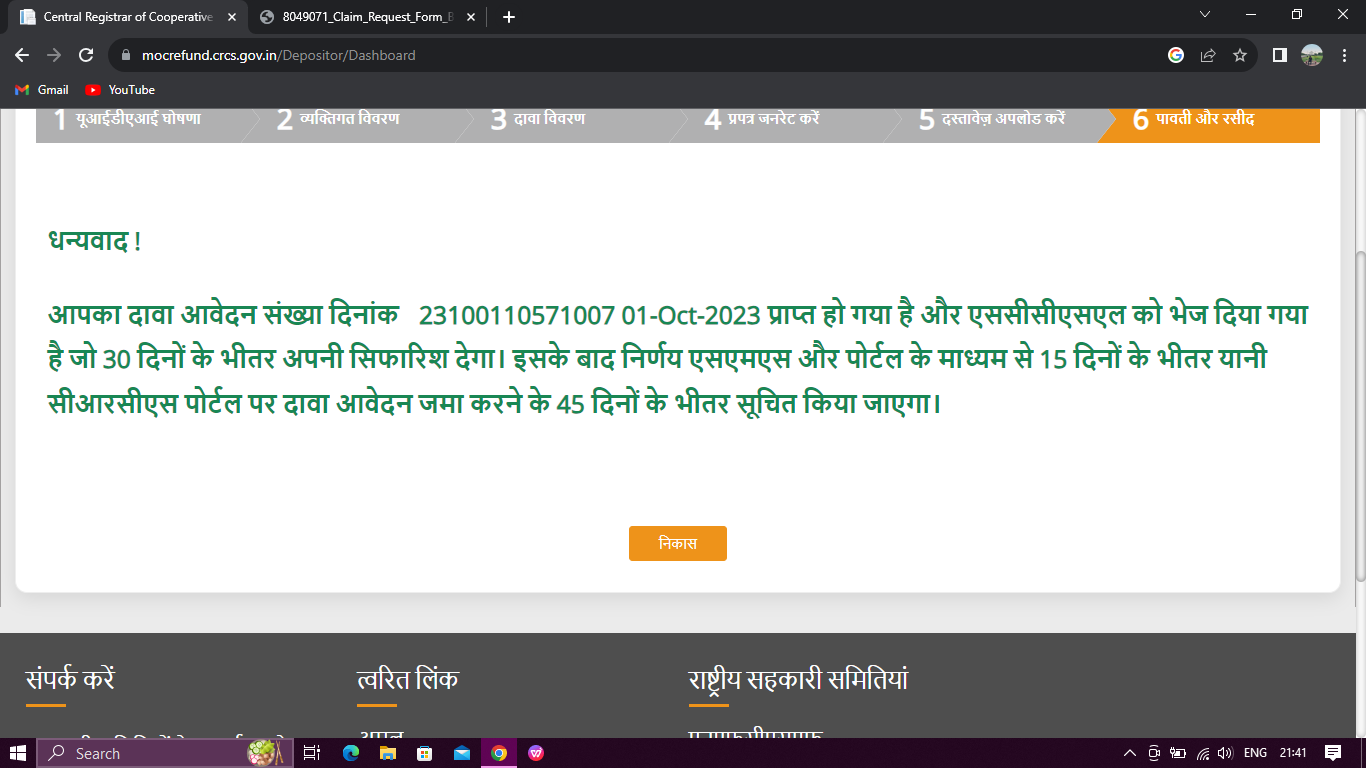 Central Registrar of Cooperative
8049071_Claim_Request_Form_B
mocrefund.crcs.gov.in/Depositor/Dashboard
Gmail
YouTube
1 यूआईडीएआई घोषणा
2 व्यक्तिगत विवरण
3 दावा विवरण
4 प्रपत्र जनरेट करें
5 दस्तावेज़ अपलोड करें
6 पावती और रसीद
धन्यवाद !
आपका दावा आवेदन संख्या दिनांक 23100110571007 01-Oct-2023 प्राप्त हो गया है और एससीसीएसएल को भेज दिया गया
है जो 30 दिनों के भीतर अपनी सिफारिश देगा। इसके बाद निर्णय एसएमएस और पोर्टल के माध्यम से 15 दिनों के भीतर यानी
सीआरसीएस पोर्टल पर दावा आवेदन जमा करने के 45 दिनों के भीतर सूचित किया जाएगा।
निकास
संपर्क करें
त्वरित लिंक
राष्ट्रीय सहकारी समितियां
Search
ENG
21:41